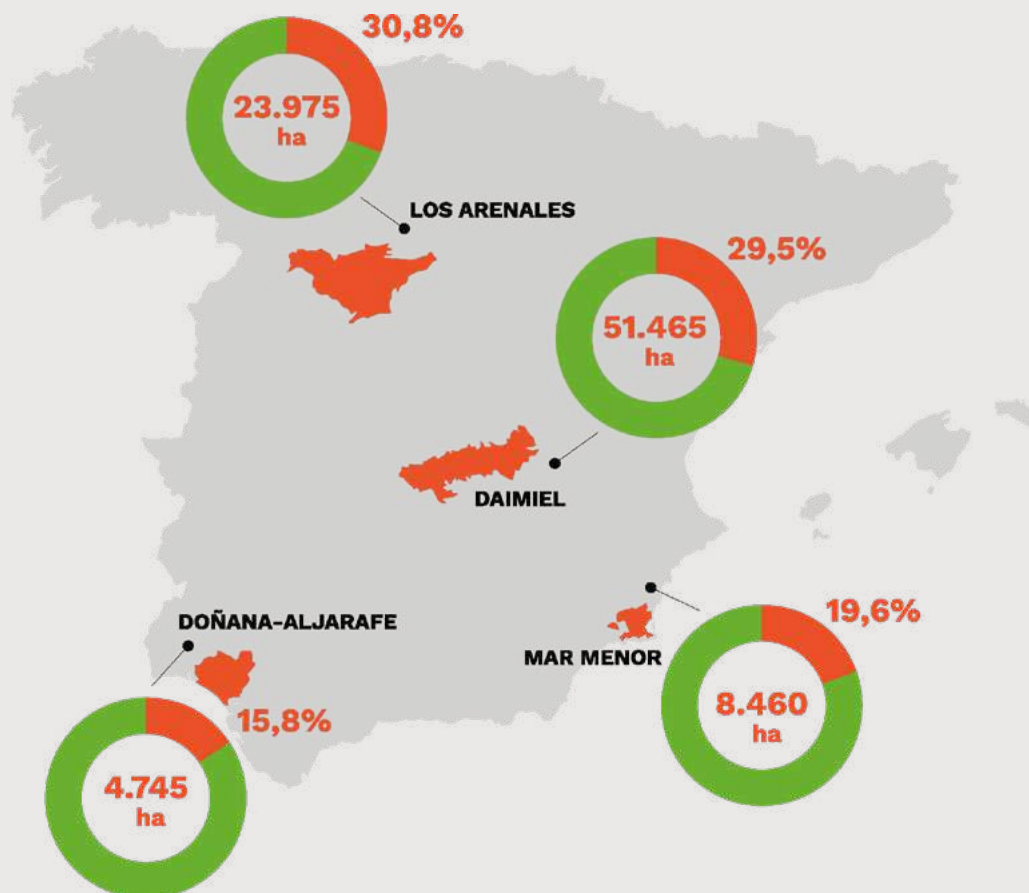 30,8%
23.975
ha
LOS ARENALES
29,5%
51.465
ha
DAIMIEL
DOÑANA-ALJARAFE
15,8%
4.745
ha
19,6%
MAR MENOR
8.460
ha